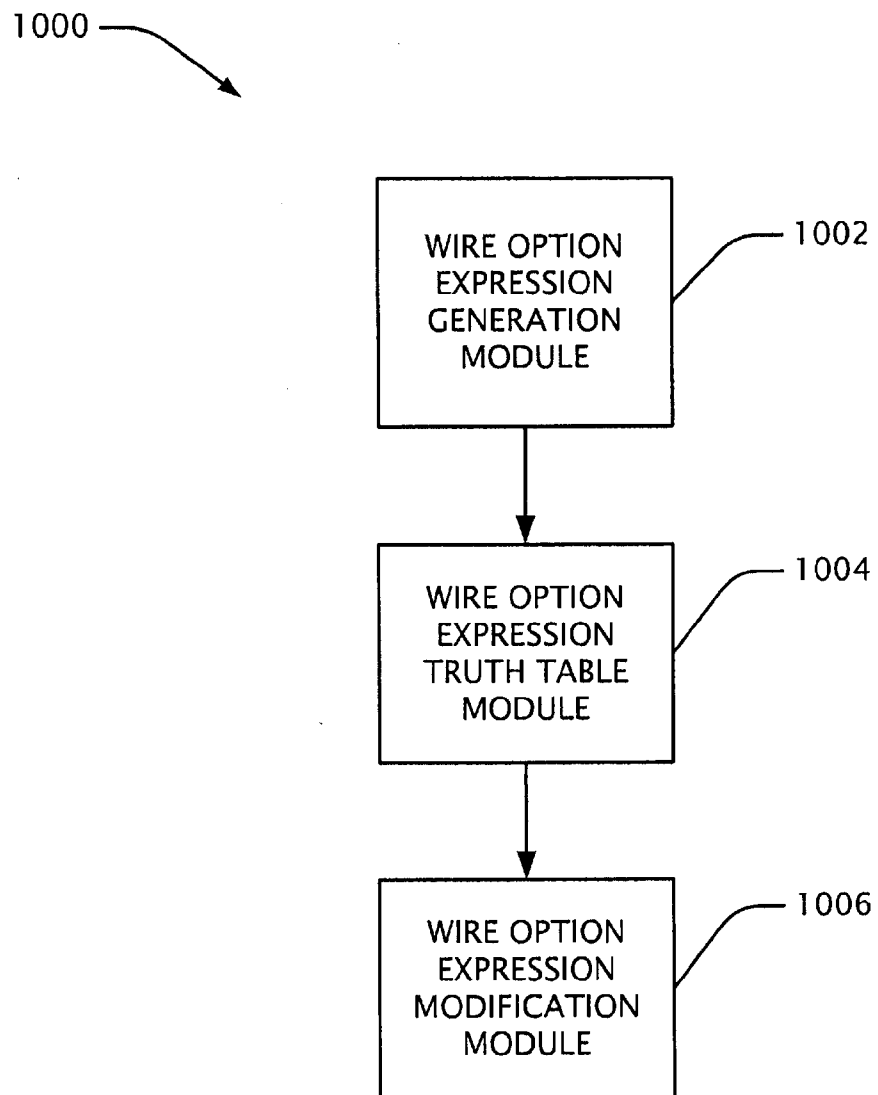 1000
WIRE OPTION
EXPRESSION
GENERATION
MODULE
1002
WIRE OPTION
EXPRESSION
TRUTH TABLE
MODULE
1004
WIRE OPTION
EXPRESSION
MODIFICATION
MODULE
1006